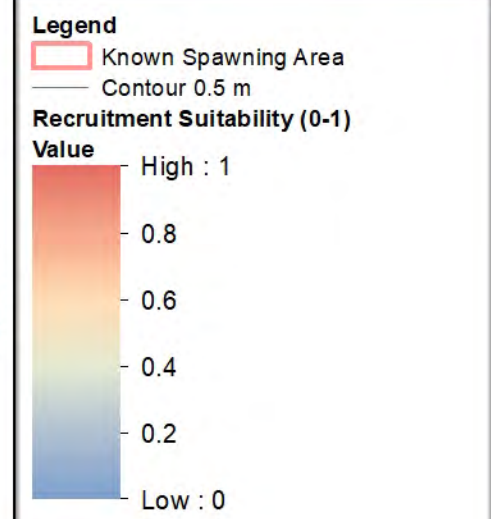 Legend
Known Spawning Area
Contour 0.5 m
Recruitment Suitability (0-1)
Value
High : 1
0.8
0.6
0.4
0.2
Low : 0